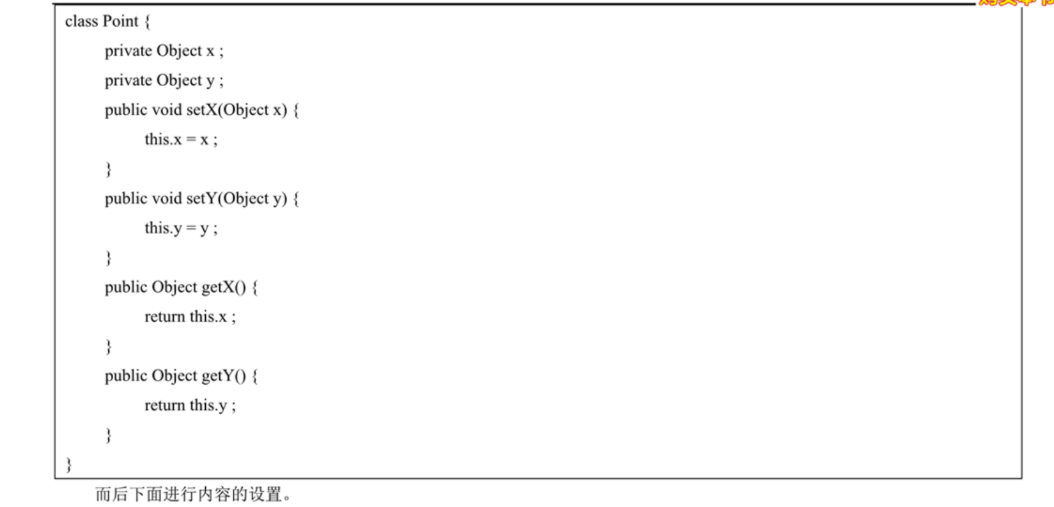 class Point {
private Object x ;
private Object y ;
public void setX(Object x) {
this.x = x ;
}
public void setY(Object y) {
this.y = y ;
}
public Object getX() {
return this.x ;
}
public Object getY() {
return this.y ;
}
}
而后下面进行内容的设置。